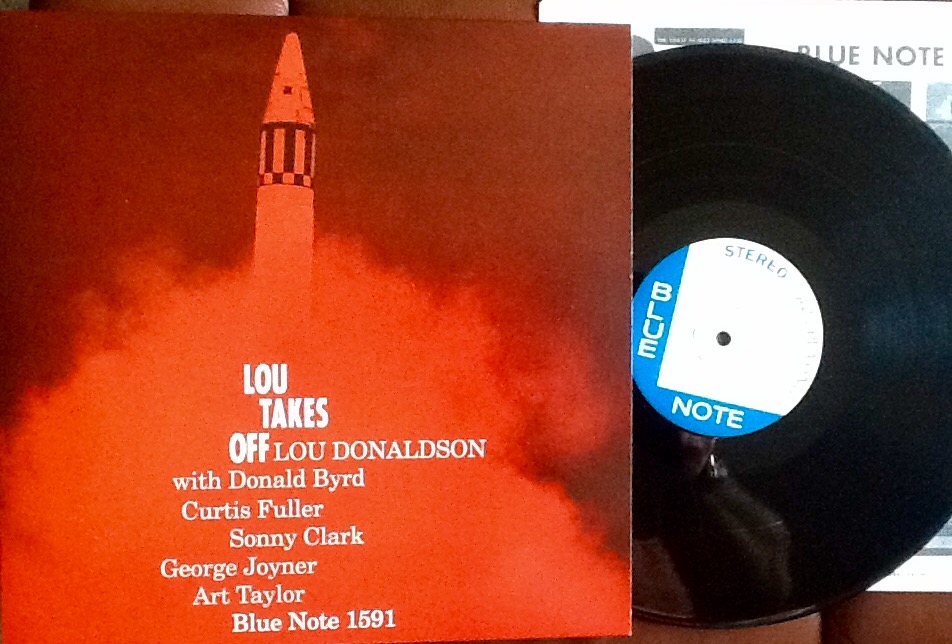 LOU
TAKES
OFF LOU DONALDSON
with Donald Byrd
Curtis Fuller
Sonny Clark
George Joyner
Art Taylor
Blue Note 1591
BLUE NOTE
STEREO
BLUE
NOTE